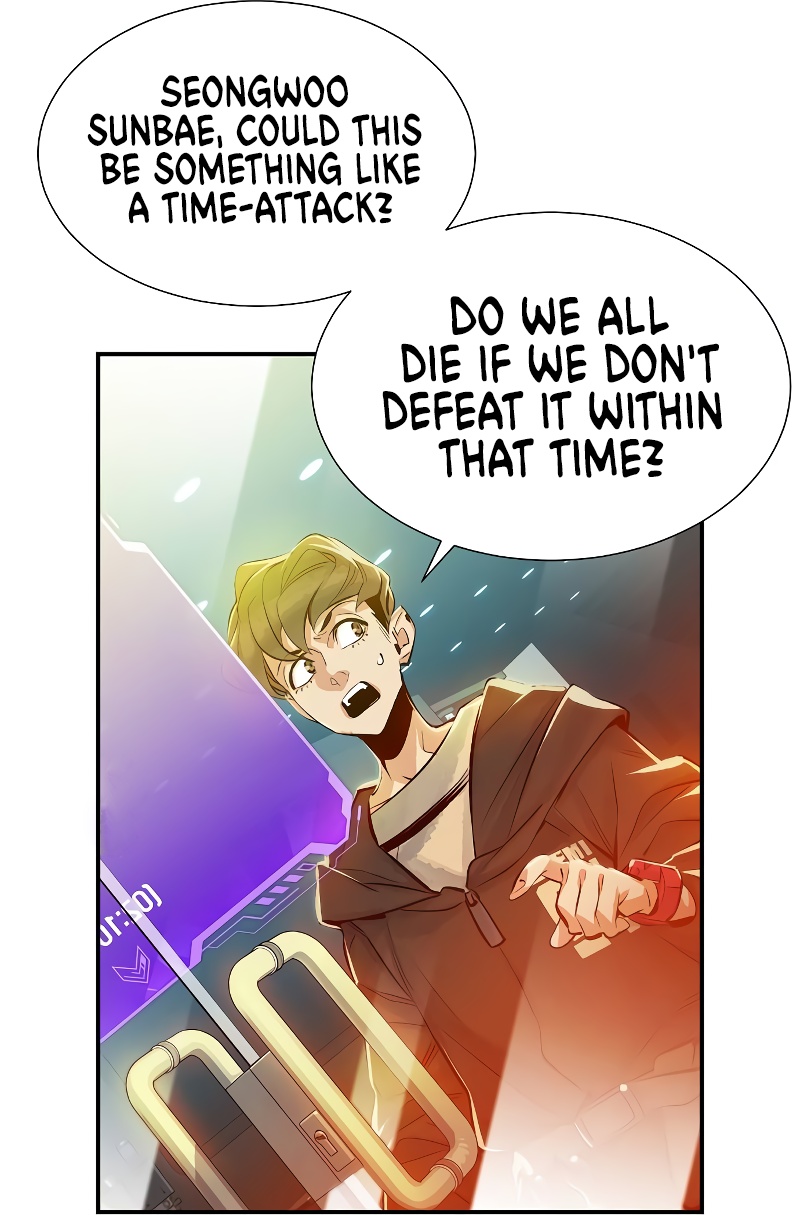 SEONGWOO
SUNBAE, COULD THIS
BE SOMETHING LIKE
A TIME-ATTACK?
DO WE ALL
DIE IF WE DON'T
DEFEAT IT WITHIN
THAT TIME?